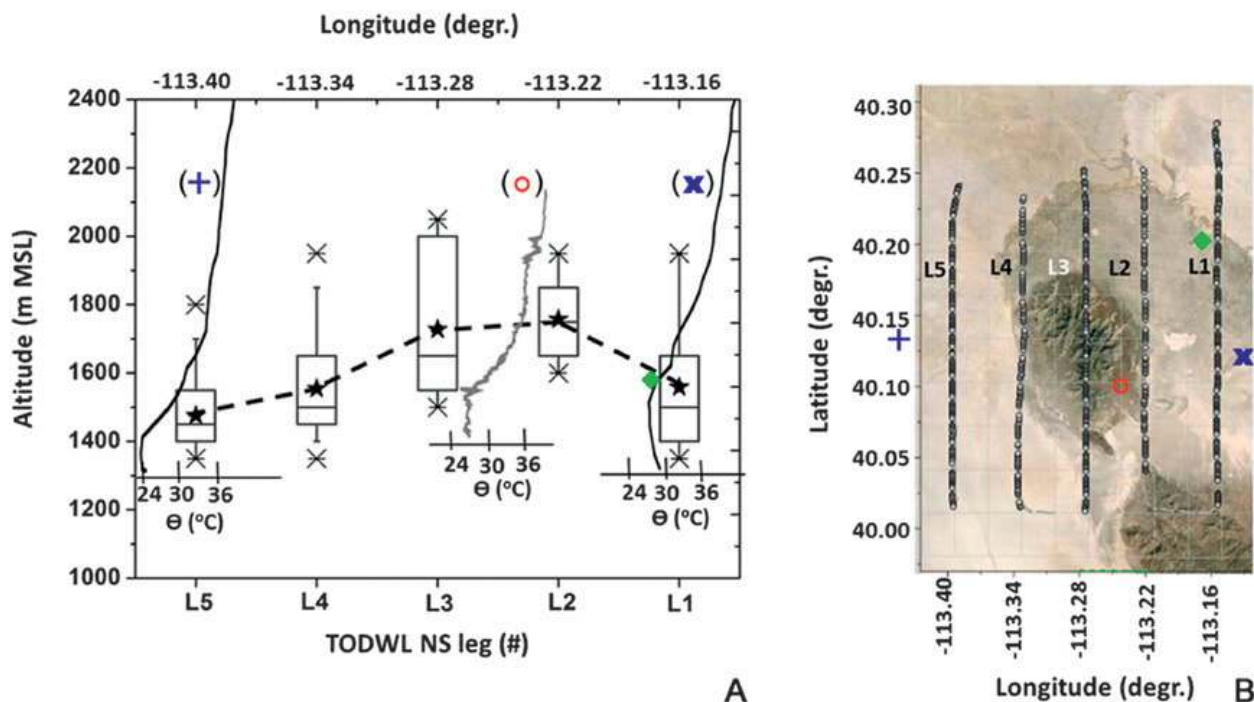 Longitude (degr.)
-113.40 -113.34 -113.28 -113.22 -113.16
Altitude (m MSL)
2400
2200
2000
1800
1600
1400
1200
1000
(+) (o) (x)
24 30 36
Θ (°C)
24 30 36
Θ (°C)
24 30 36
Θ (°C)
L5 L4 L3 L2 L1
TODWL NS leg (#)
A
Latitude (degr.)
40.30
40.25
40.20
40.15
40.10
40.05
40.00
L5 L4 L3 L2 L1
-113.40 -113.34 -113.28 -113.22 -113.16
Longitude (degr.)
B